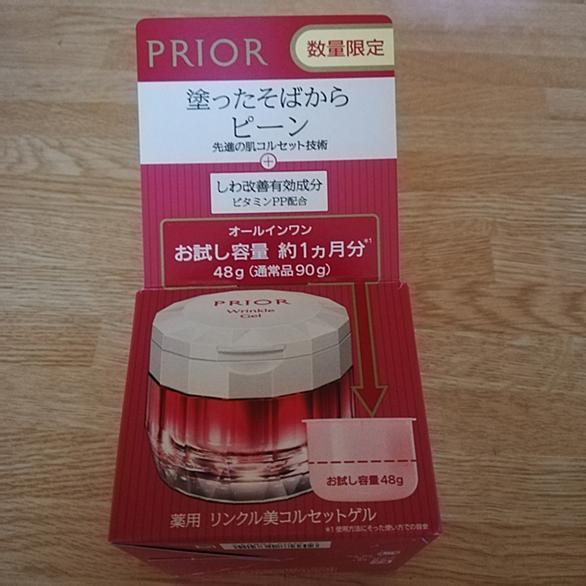 PRIOR
数量限定
塗ったそばから
ピーン
先進の肌コルセット技術
+
しわ改善有効成分
ビタミンPP配合
オールインワン
お試し容量 約1ヵ月分*1
48g(通常品90g)
PRIOR
Wrinkle
Gel
お試し容量48g
薬用 リンクル美コルセットゲル
*1 使用方法にそった使い方での目安